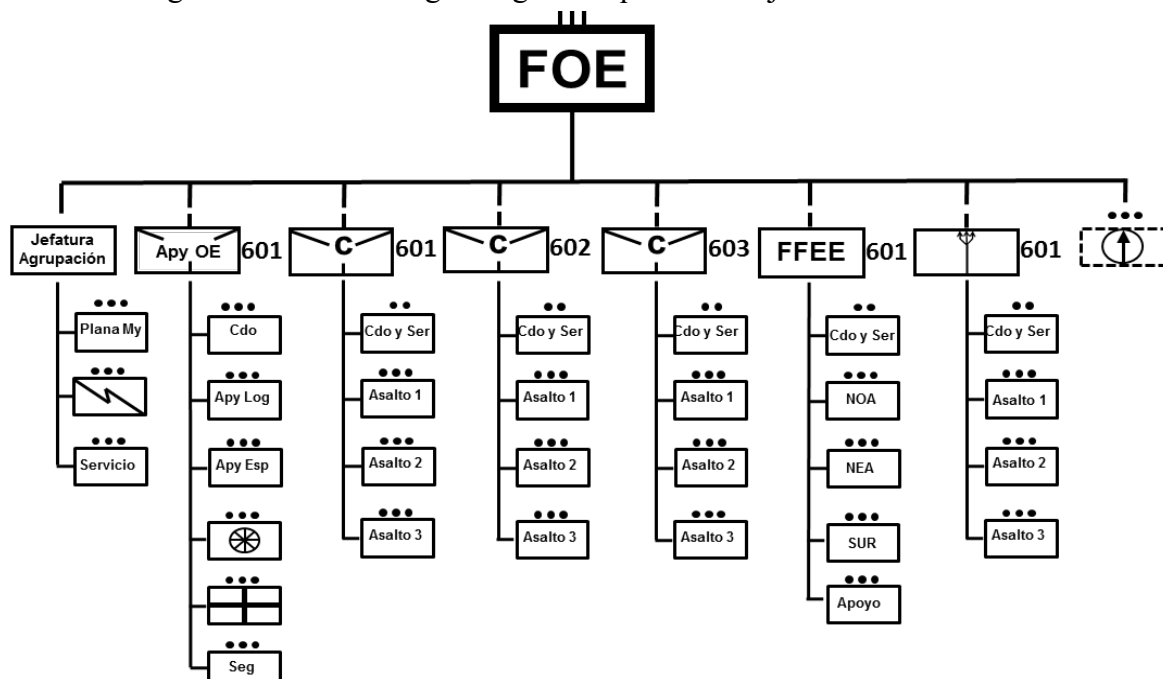 FOE
Jefatura
Agrupación
Apy OE
601
C
601
C
602
C
603
FFEE
601
601
Plana My
Servicio
Cdo
Apy Log
Apy Esp
Seg
Cdo y Ser
Asalto 1
Asalto 2
Asalto 3
Cdo y Ser
Asalto 1
Asalto 2
Asalto 3
Cdo y Ser
Asalto 1
Asalto 2
Asalto 3
Cdo y Ser
NOA
NEA
SUR
Apoyo
Cdo y Ser
Asalto 1
Asalto 2
Asalto 3